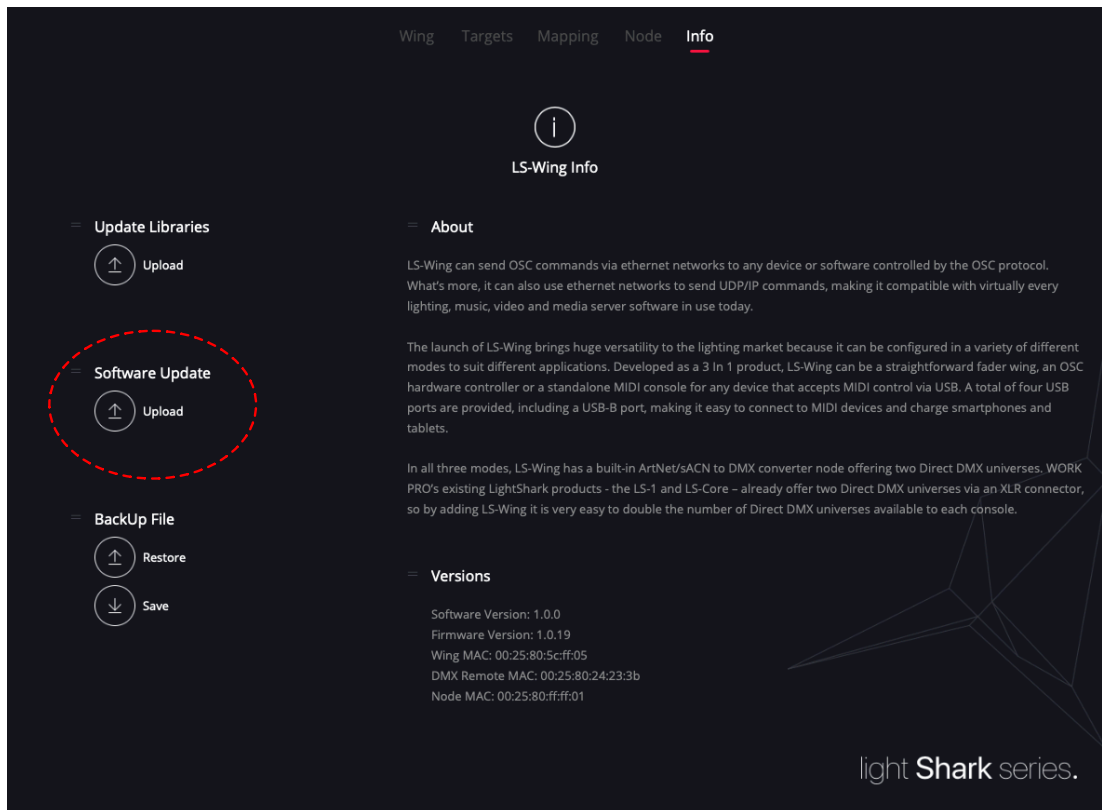 Wing Targets Mapping Node Info
LS-Wing Info
Update Libraries
Upload
Software Update
Upload
BackUp File
Restore
Save
About
LS-Wing can send OSC commands via ethernet networks to any device or software controlled by the OSC protocol.
What's more, it can also use ethernet networks to send UDP/IP commands, making it compatible with virtually every
lighting, music, video and media server software in use today.
The launch of LS-Wing brings huge versatility to the lighting market because it can be configured in a variety of different
modes to suit different applications. Developed as a 3 In 1 product, LS-Wing can be a straightforward fader wing, an OSC
hardware controller or a standalone MIDI console for any device that accepts MIDI control via USB. A total of four USB
ports are provided, including a USB-B port, making it easy to connect to MIDI devices and charge smartphones and
tablets.
In all three modes, LS-Wing has a built-in ArtNet/sACN to DMX converter node offering two Direct DMX universes. WORK
PRO's existing LightShark products - the LS-1 and LS-Core – already offer two Direct DMX universes via an XLR connector,
so by adding LS-Wing it is very easy to double the number of Direct DMX universes available to each console.
Versions
Software Version: 1.0.0
Firmware Version: 1.0.19
Wing MAC: 00:25:80:5c:ff:05
DMX Remote MAC: 00:25:80:24:23:3b
Node MAC: 00:25:80:ff:ff:01
light Shark series.